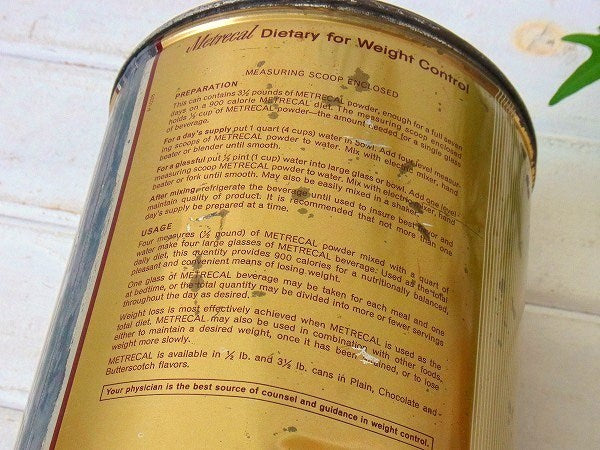 Metrecal Dietary for Weight Control
MEASURING SCOOP ENCLOSED
PREPARATION
This can contains 3½ pounds of METRECAL powder, enough for a full seven
days on a 900 calorie METRECAL diet. The measuring scoop enclosed
holds ½ cup of METRECAL powder—the amount needed for a single glass
of beverage.
For a day's supply put 1 quart (4 cups) water in bowl. Add four level measur-
ing scoops of METRECAL powder to water. Mix with electric mixer, hand
beater or blender until smooth.
For a glassful put ½ pint (1 cup) water into large glass or bowl. Add one level
measuring scoop METRECAL powder to water. Mix with electric mixer, hand
beater or fork until smooth. May also be easily mixed in a shaker.
After mixing, refrigerate the beverage until used to insure best flavor and
maintain quality of product. It is recommended that not more than one
day's supply be prepared at a time.
USAGE
Four measures (½ pound) of METRECAL powder mixed with a quart of
water make four large glasses of METRECAL beverage. Used as the total
daily diet, this quantity provides 900 calories for a nutritionally balanced,
pleasant and convenient means of losing weight.
One glass of METRECAL beverage may be taken for each meal and one
at bedtime, or the total quantity may be divided into more or fewer servings
throughout the day as desired.
Weight loss is most effectively achieved when METRECAL is used as the
total diet. METRECAL may also be used in combination with other foods,
either to maintain a desired weight, once it has been attained, or to lose
weight more slowly.
METRECAL is available in ½ lb. and 3½ lb. cans in Plain, Chocolate and
Butterscotch flavors.
Your physician is the best source of counsel and guidance in weight control.